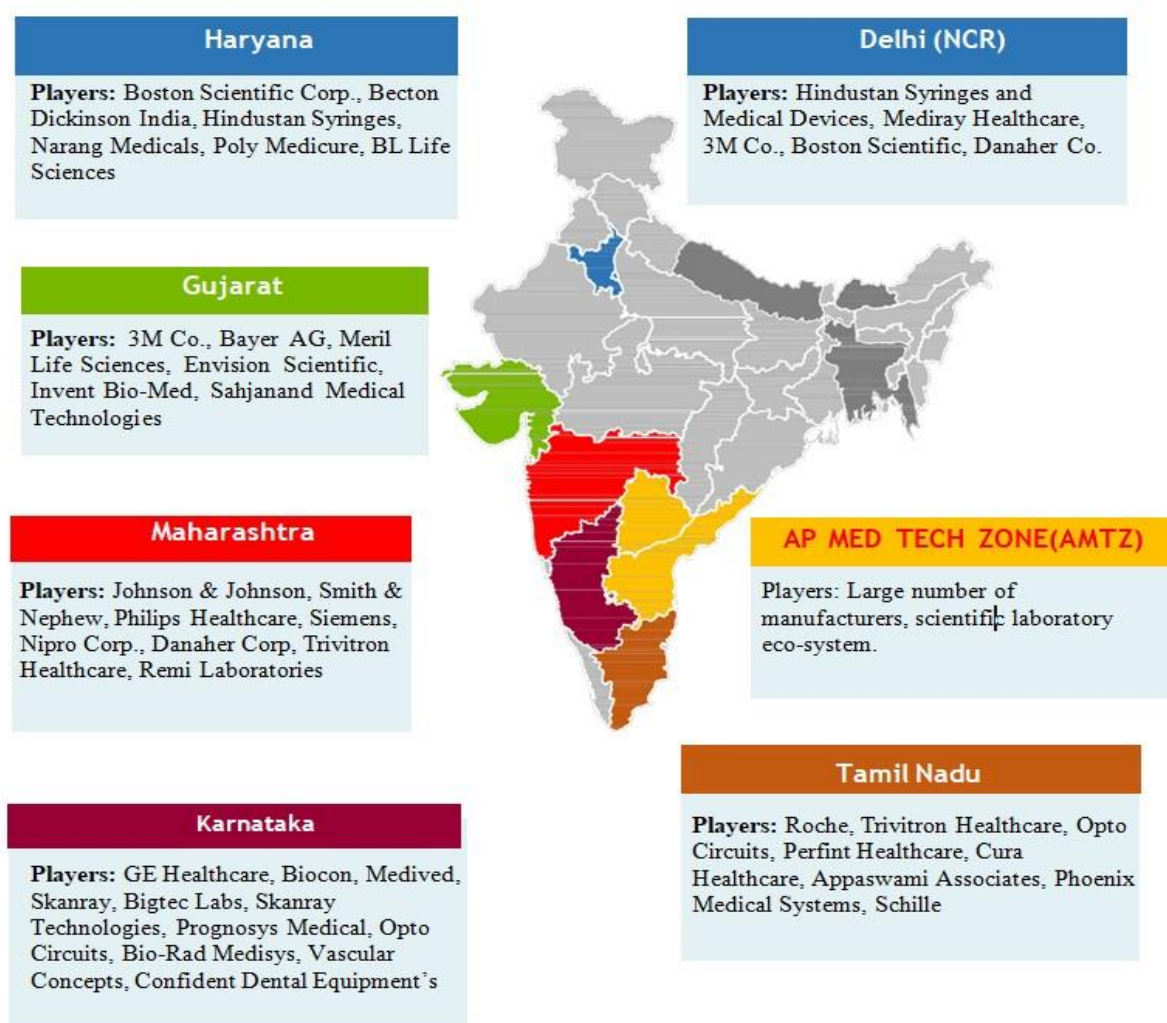 Haryana
Players: Boston Scientific Corp., Becton
Dickinson India, Hindustan Syringes,
Narang Medicals, Poly Medicure, BL Life
Sciences
Delhi (NCR)
Players: Hindustan Syringes and
Medical Devices, Mediray Healthcare,
3M Co., Boston Scientific, Danaher Co.
Gujarat
Players: 3M Co., Bayer AG, Meril
Life Sciences, Envision Scientific,
Invent Bio-Med, Sahjanand Medical
Technologies
Maharashtra
Players: Johnson & Johnson, Smith &
Nephew, Philips Healthcare, Siemens,
Nipro Corp., Danaher Corp, Trivitron
Healthcare, Remi Laboratories
AP MED TECH ZONE(AMTZ)
Players: Large number of
manufacturers, scientific laboratory
eco-system.
Karnataka
Players: GE Healthcare, Biocon, Medived,
Skanray, Bigtec Labs, Skanray
Technologies, Prognosys Medical, Opto
Circuits, Bio-Rad Medisys, Vascular
Concepts, Confident Dental Equipment’s
Tamil Nadu
Players: Roche, Trivitron Healthcare, Opto
Circuits, Perfint Healthcare, Cura
Healthcare, Appaswami Associates, Phoenix
Medical Systems, Schille